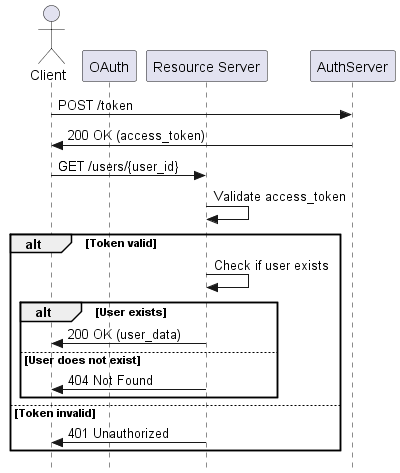 Client
OAuth
Resource Server
AuthServer
POST /token
200 OK (access_token)
GET /users/{user_id}
Validate access_token
alt [Token valid]
Check if user exists
alt [User exists]
200 OK (user_data)
[User does not exist]
404 Not Found
[Token invalid]
401 Unauthorized